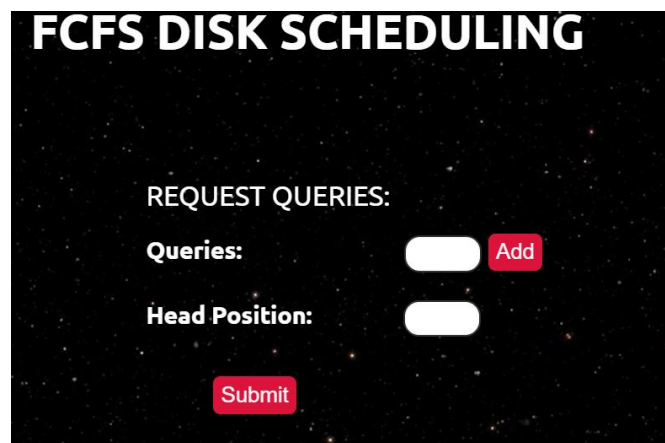 FCFS DISK SCHEDULING
REQUEST QUERIES:
Queries: Add
Head Position:
Submit